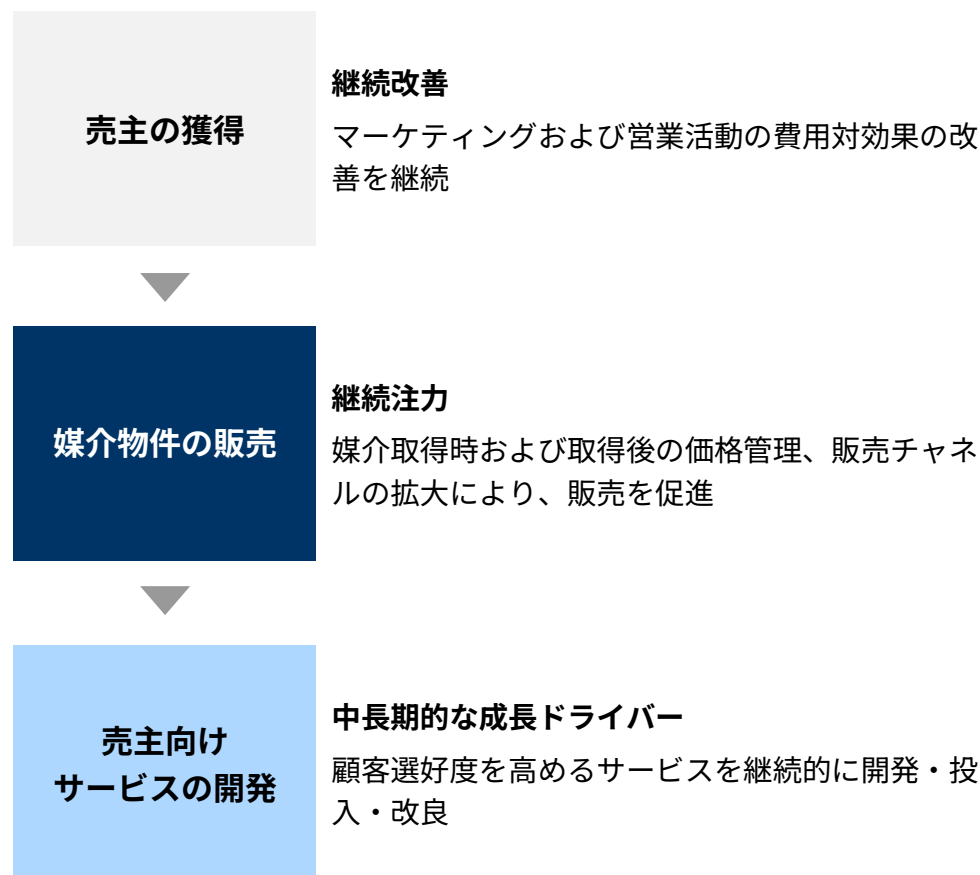 売主の獲得
継続改善
マーケティングおよび営業活動の費用対効果の改
善を継続
媒介物件の販売
継続注力
媒介取得時および取得後の価格管理、販売チャネ
ルの拡大により、販売を促進
売主向け
サービスの開発
中長期的な成長ドライバー
顧客選好度を高めるサービスを継続的に開発・投
入・改良